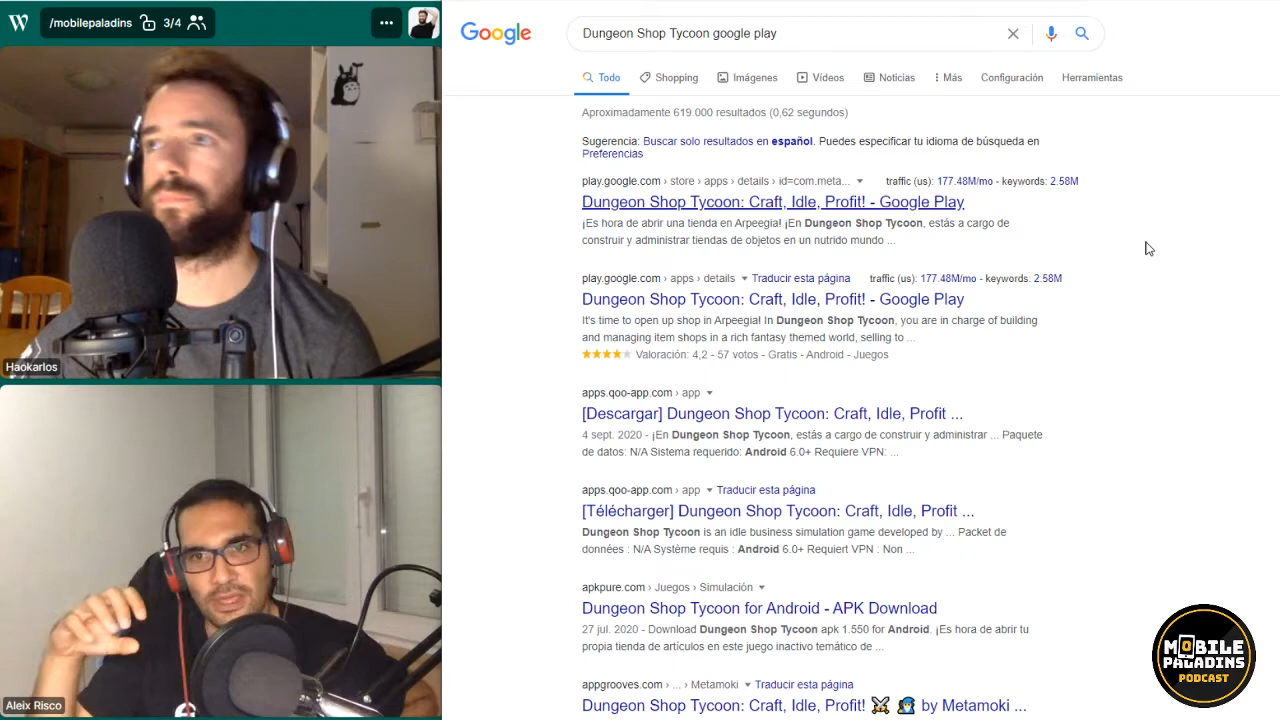 W /mobilepaladins 3/4
Haokarlos
Aleix Risco
Google
Dungeon Shop Tycoon google play
Todo Shopping Imágenes Vídeos Noticias Más Configuración Herramientas
Aproximadamente 619.000 resultados (0,62 segundos)
Sugerencia: Buscar solo resultados en español. Puedes especificar tu idioma de búsqueda en
Preferencias
play.google.com › store › apps › details › id=com.meta... traffic (us): 177.48M/mo - keywords: 2.58M
Dungeon Shop Tycoon: Craft, Idle, Profit! - Google Play
¡Es hora de abrir una tienda en Arpeegia! ¡En Dungeon Shop Tycoon, estás a cargo de
construir y administrar tiendas de objetos en un nutrido mundo ...
play.google.com › apps › details Traducir esta página traffic (us): 177.48M/mo - keywords: 2.58M
Dungeon Shop Tycoon: Craft, Idle, Profit! - Google Play
It's time to open up shop in Arpeegia! In Dungeon Shop Tycoon, you are in charge of building
and managing item shops in a rich fantasy themed world, selling to ...
Valoración: 4,2 - 57 votos - Gratis - Android - Juegos
apps.qoo-app.com › app
[Descargar] Dungeon Shop Tycoon: Craft, Idle, Profit ...
4 sept. 2020 - ¡En Dungeon Shop Tycoon, estás a cargo de construir y administrar ... Paquete
de datos: N/A Sistema requerido: Android 6.0+ Requiere VPN: ...
apps.qoo-app.com › app Traducir esta página
[Télécharger] Dungeon Shop Tycoon: Craft, Idle, Profit ...
Dungeon Shop Tycoon is an idle business simulation game developed by ... Packet de
données : N/A Système requis : Android 6.0+ Requiert VPN : Non ...
apkpure.com › Juegos › Simulación
Dungeon Shop Tycoon for Android - APK Download
27 jul. 2020 - Download Dungeon Shop Tycoon apk 1.550 for Android. ¡Es hora de abrir tu
propia tienda de artículos en este juego inactivo temático de ...
appgrooves.com › ... › Metamoki Traducir esta página
Dungeon Shop Tycoon: Craft, Idle, Profit! by Metamoki ...
MOBILE
PALADINS
PODCAST